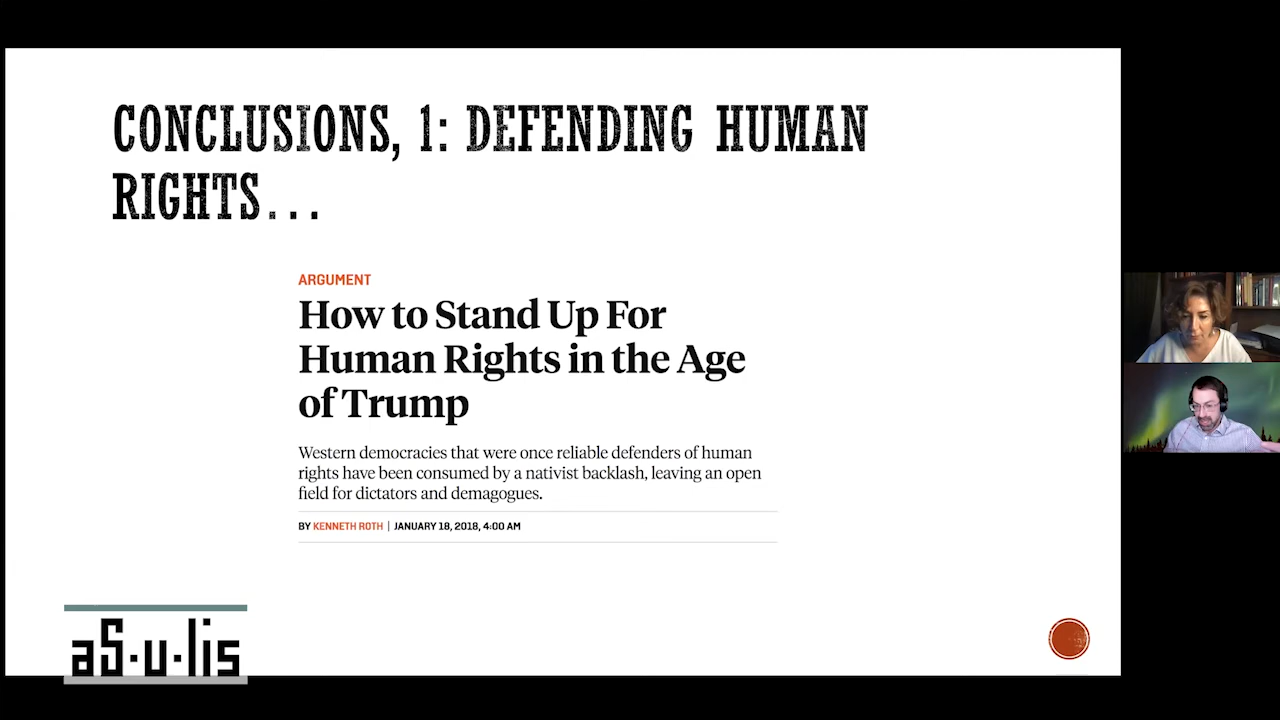 CONCLUSIONS, 1: DEFENDING HUMAN
RIGHTS...
ARGUMENT
How to Stand Up For
Human Rights in the Age
of Trump
Western democracies that were once reliable defenders of human
rights have been consumed by a nativist backlash, leaving an open
field for dictators and demagogues.
BY KENNETH ROTH | JANUARY 18, 2018, 4:00 AM
aS·u·lis